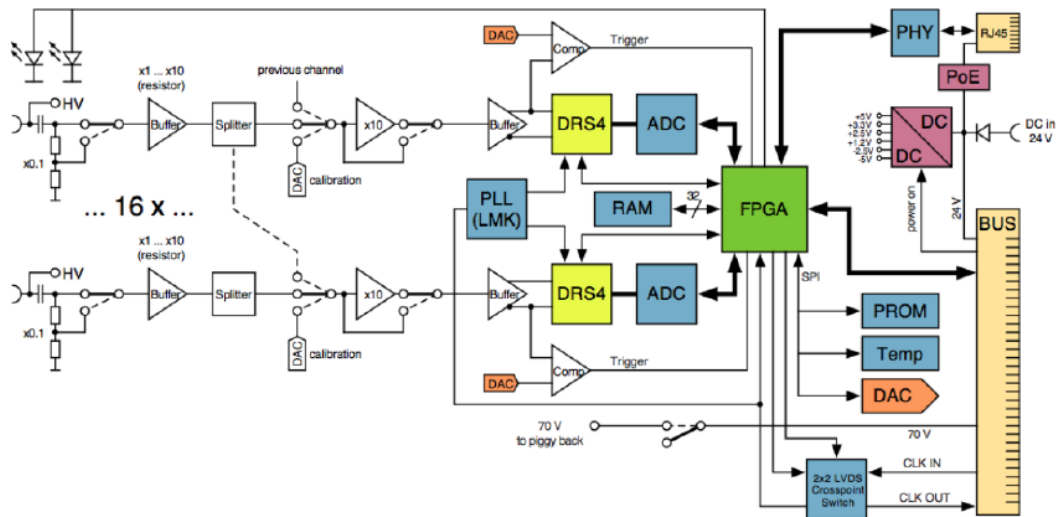 DAC
Comp
Trigger
PHY
RJ45
PoE
x1 ... x10
(resistor)
previous channel
HV
Buffer
Splitter
x10
Buffer
DRS4
ADC
+5V
+3.3V
+2.5V
+1.2V
-2.5V
-5V
DC
DC
DC in
24 V
x0.1
DAC
calibration
... 16 x ...
PLL
(LMK)
RAM
32
FPGA
power on
24 V
BUS
x1 ... x10
(resistor)
HV
Buffer
Splitter
x10
Buffer
DRS4
ADC
SPI
x0.1
DAC
calibration
PROM
Temp
DAC
DAC
Comp
Trigger
70 V
to piggy back
70 V
2x2 LVDS
Crosspoint
Switch
CLK IN
CLK OUT